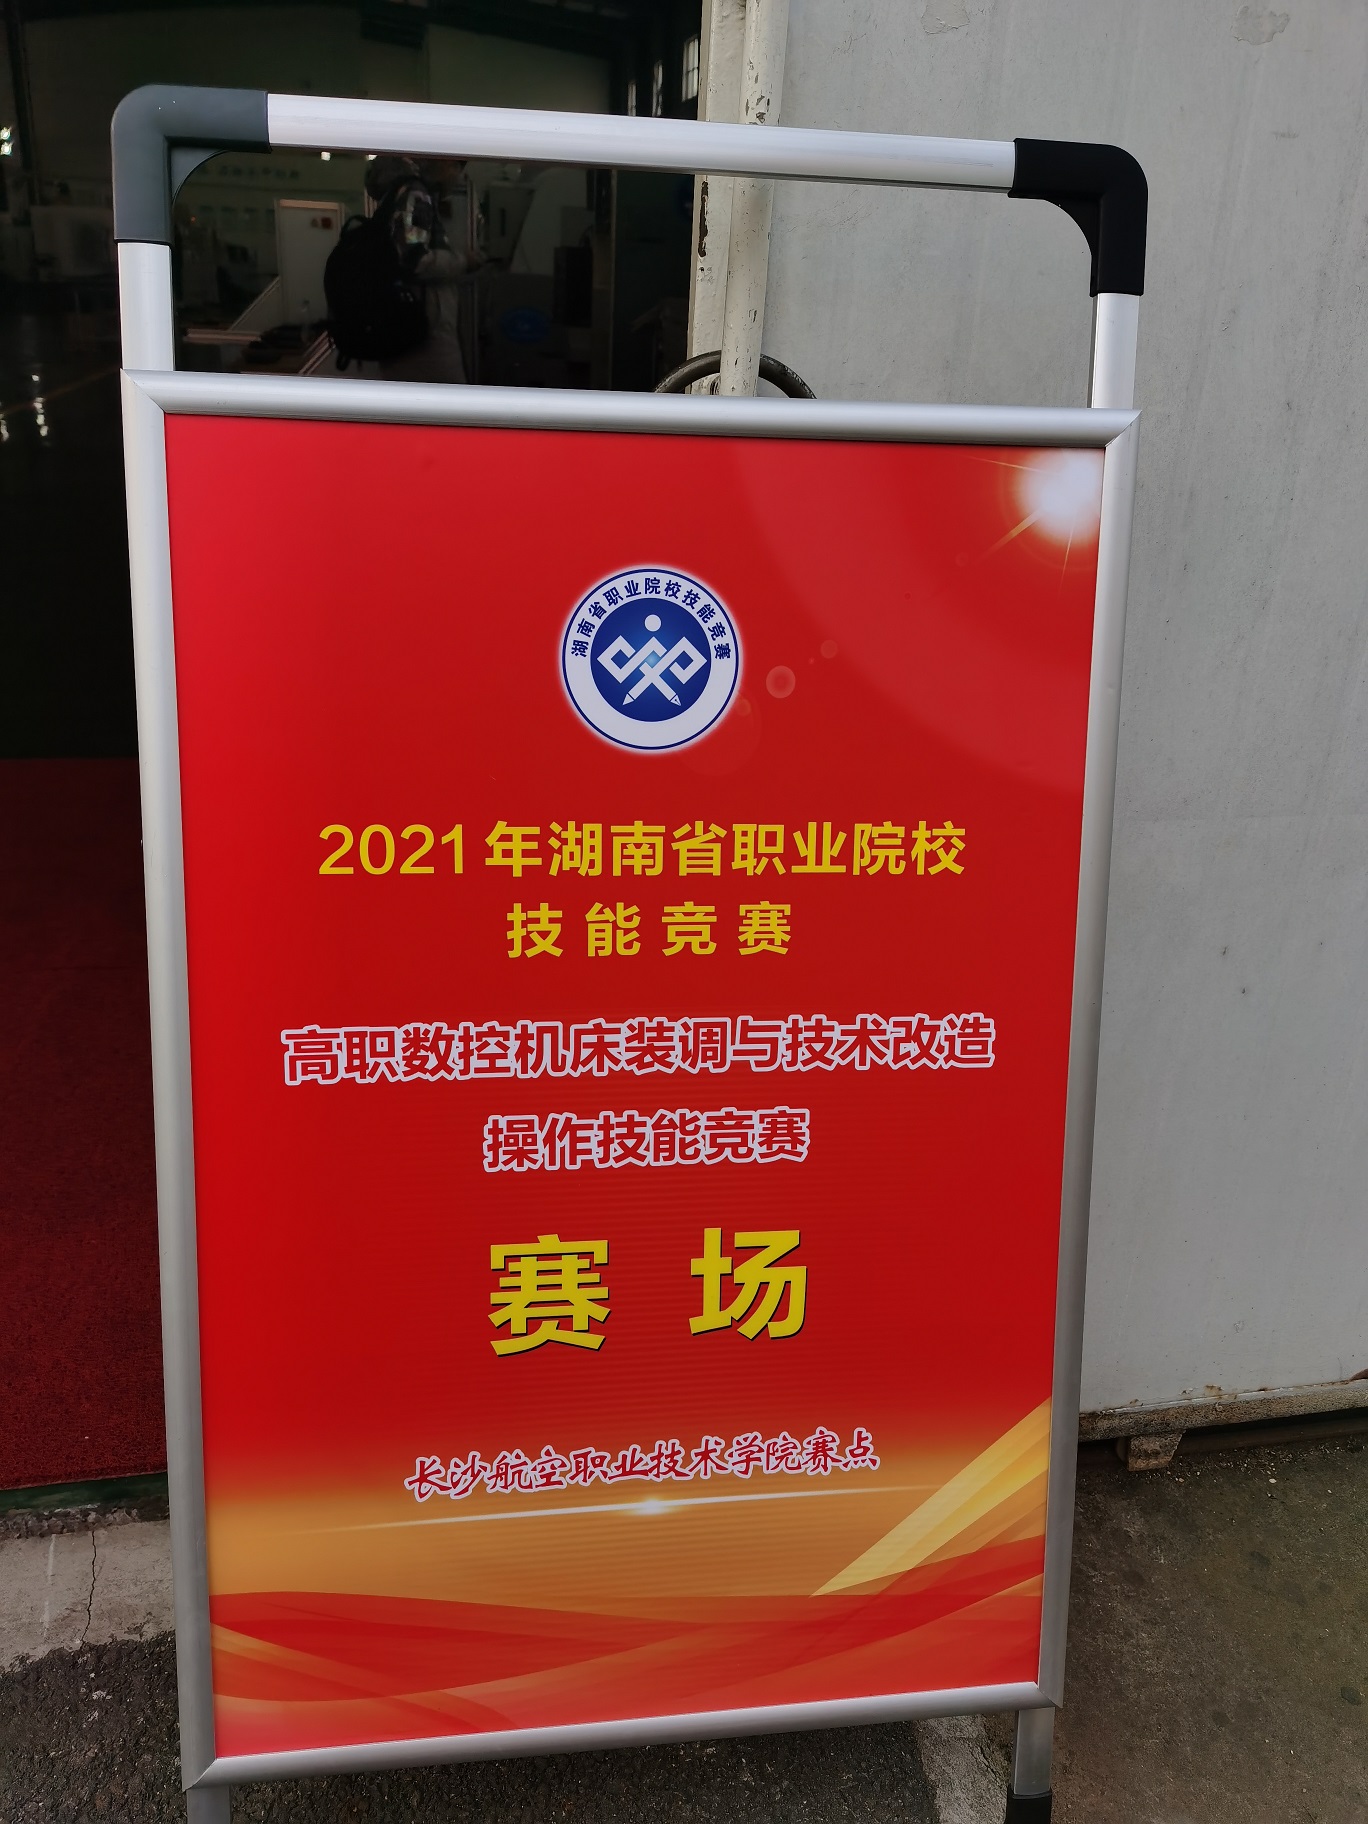 湖南省职业院校技能竞赛
2021年湖南省职业院校
技能竞赛
高职数控机床装调与技术改造
操作技能竞赛
赛场
长沙航空职业技术学院赛点